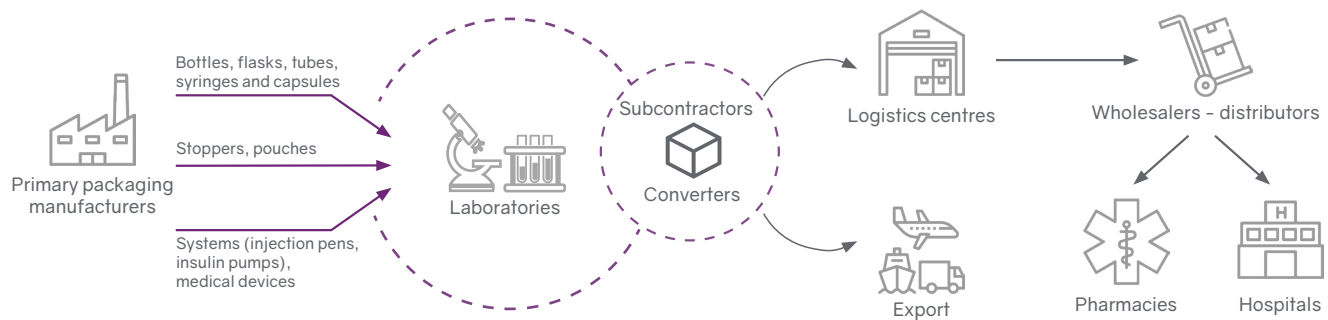 Bottles, flasks, tubes,
syringes and capsules
Stoppers, pouches
Primary packaging
manufacturers
Systems (injection pens,
insulin pumps),
medical devices
Laboratories
Subcontractors
Converters
Logistics centres
Wholesalers - distributors
Export
H
Pharmacies
Hospitals